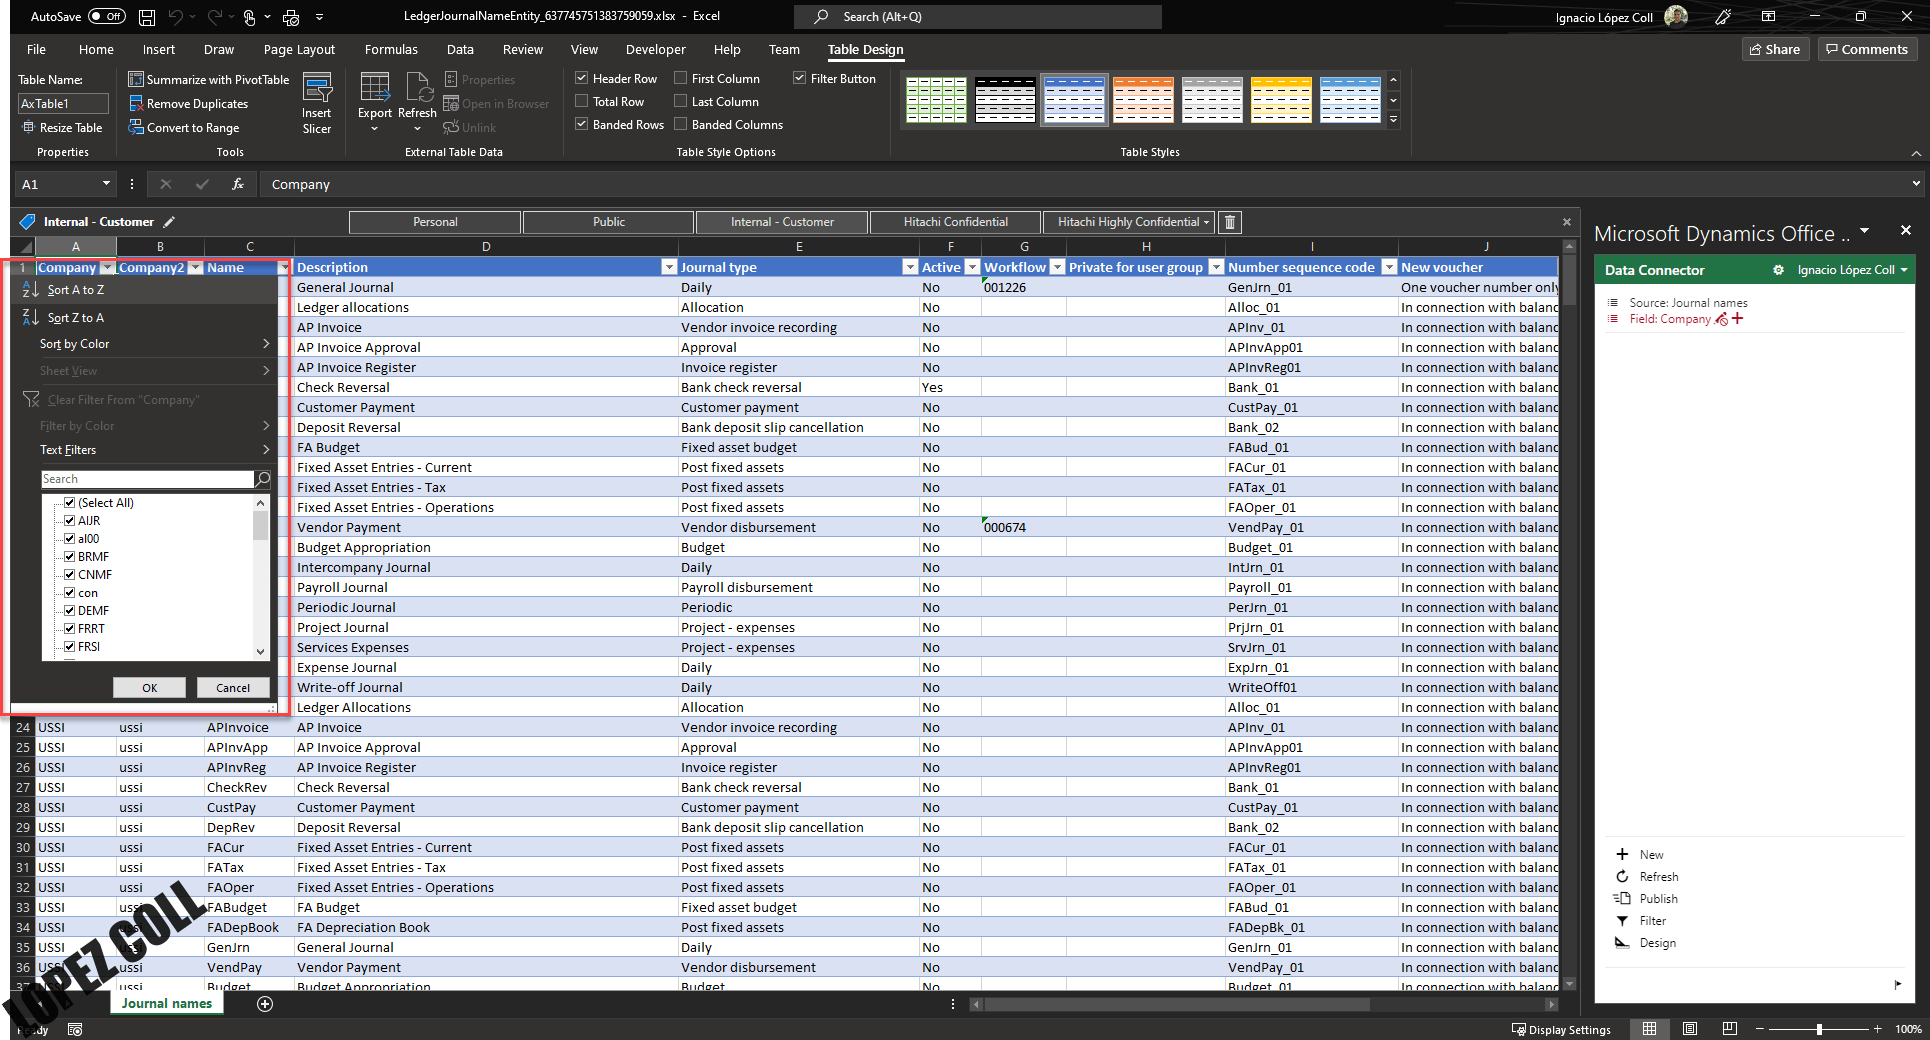 AutoSave Off LedgerJournalNameEntity_637745751383759059.xlsx - Excel Search (Alt+Q) Ignacio López Coll
File Home Insert Draw Page Layout Formulas Data Review View Developer Help Team Table Design Share Comments
Table Name: Summarize with PivotTable Properties Header Row First Column Filter Button
AxTable1 Remove Duplicates Insert Slicer Export Refresh Open in Browser Total Row Last Column
Resize Table Convert to Range Unlink Banded Rows Banded Columns
Properties Tools External Table Data Table Style Options Table Styles
A1 fx Company
Internal - Customer Personal Public Internal - Customer Hitachi Confidential Hitachi Highly Confidential
A B C D E F G H I J
1 Company Company2 Name Description Journal type Active Workflow Private for user group Number sequence code New voucher
General Journal Daily No 001226 GenJrn_01 One voucher number only
Ledger allocations Allocation No Alloc_01 In connection with balanc
AP Invoice Vendor invoice recording No APInv_01 In connection with balanc
AP Invoice Approval Approval No APInvApp01 In connection with balanc
AP Invoice Register Invoice register No APInvReg01 In connection with balanc
Check Reversal Bank check reversal Yes Bank_01 In connection with balanc
Customer Payment Customer payment No CustPay_01 In connection with balanc
Deposit Reversal Bank deposit slip cancellation No Bank_02 In connection with balanc
FA Budget Fixed asset budget No FABud_01 In connection with balanc
Fixed Asset Entries - Current Post fixed assets No FACur_01 In connection with balanc
Fixed Asset Entries - Tax Post fixed assets No FATax_01 In connection with balanc
Fixed Asset Entries - Operations Post fixed assets No FAOper_01 In connection with balanc
Vendor Payment Vendor disbursement No 000674 VendPay_01 In connection with balanc
Budget Appropriation Budget No Budget_01 In connection with balanc
Intercompany Journal Daily No IntJrn_01 In connection with balanc
Payroll Journal Payroll disbursement No Payroll_01 In connection with balanc
Periodic Journal Periodic No PerJrn_01 In connection with balanc
Project Journal Project - expenses No PrjJrn_01 In connection with balanc
Services Expenses Project - expenses No SrvJrn_01 In connection with balanc
Expense Journal Daily No ExpJrn_01 In connection with balanc
Write-off Journal Daily No WriteOff01 In connection with balanc
Ledger Allocations Allocation No Alloc_01 In connection with balanc
24 USSI ussi APInvoice AP Invoice Vendor invoice recording No APInv_01 In connection with balanc
25 USSI ussi APInvApp AP Invoice Approval Approval No APInvApp01 In connection with balanc
26 USSI ussi APInvReg AP Invoice Register Invoice register No APInvReg01 In connection with balanc
27 USSI ussi CheckRev Check Reversal Bank check reversal No Bank_01 In connection with balanc
28 USSI ussi CustPay Customer Payment Customer payment No CustPay_01 In connection with balanc
29 USSI ussi DepRev Deposit Reversal Bank deposit slip cancellation No Bank_02 In connection with balanc
30 USSI ussi FACur Fixed Asset Entries - Current Post fixed assets No FACur_01 In connection with balanc
31 USSI ussi FATax Fixed Asset Entries - Tax Post fixed assets No FATax_01 In connection with balanc
32 USSI ussi FAOper Fixed Asset Entries - Operations Post fixed assets No FAOper_01 In connection with balanc
33 USSI ussi FABudget FA Budget Fixed asset budget No FABud_01 In connection with balanc
34 USSI FADepBook FA Depreciation Book Post fixed assets No FADepBk_01 In connection with balanc
35 USSI ussi GenJrn General Journal Daily No GenJrn_01 In connection with balanc
36 USSI ussi VendPay Vendor Payment Vendor disbursement No VendPay_01 In connection with balanc
37 ussi Budget Budget Appropriation Budget No Budget_01 In connection with balanc
Sort A to Z
Sort Z to A
Sort by Color
Sheet View
Clear Filter From "Company"
Filter by Color
Text Filters
Search
(Select All)
AIJR
al00
BRMF
CNMF
con
DEMF
FRRT
FRSI
OK Cancel
Microsoft Dynamics Office ..
Data Connector Ignacio López Coll
Source: Journal names
Field: Company
New
Refresh
Publish
Filter
Design
LOPEZ COLL
Journal names
Ready Display Settings 100%